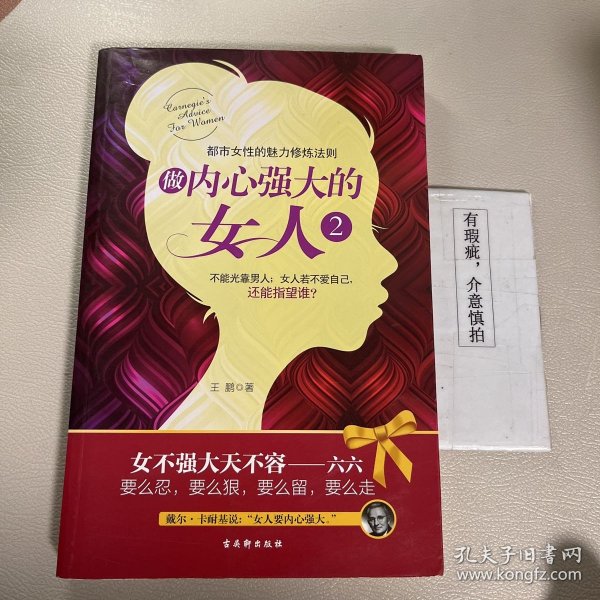 Carnegie's
Advice
For Women
都市女性的魅力修炼法则
做内心强大的
女人2
不能光靠男人；女人若不爱自己，
还能指望谁？
王 鹏◎著
女不强大天不容——六六
要么忍，要么狠，要么留，要么走
戴尔·卡耐基说：“女人要内心强大。”
古吴轩出版社
有瑕疵，介意慎拍
孔夫子旧书网
www.kongfz.com